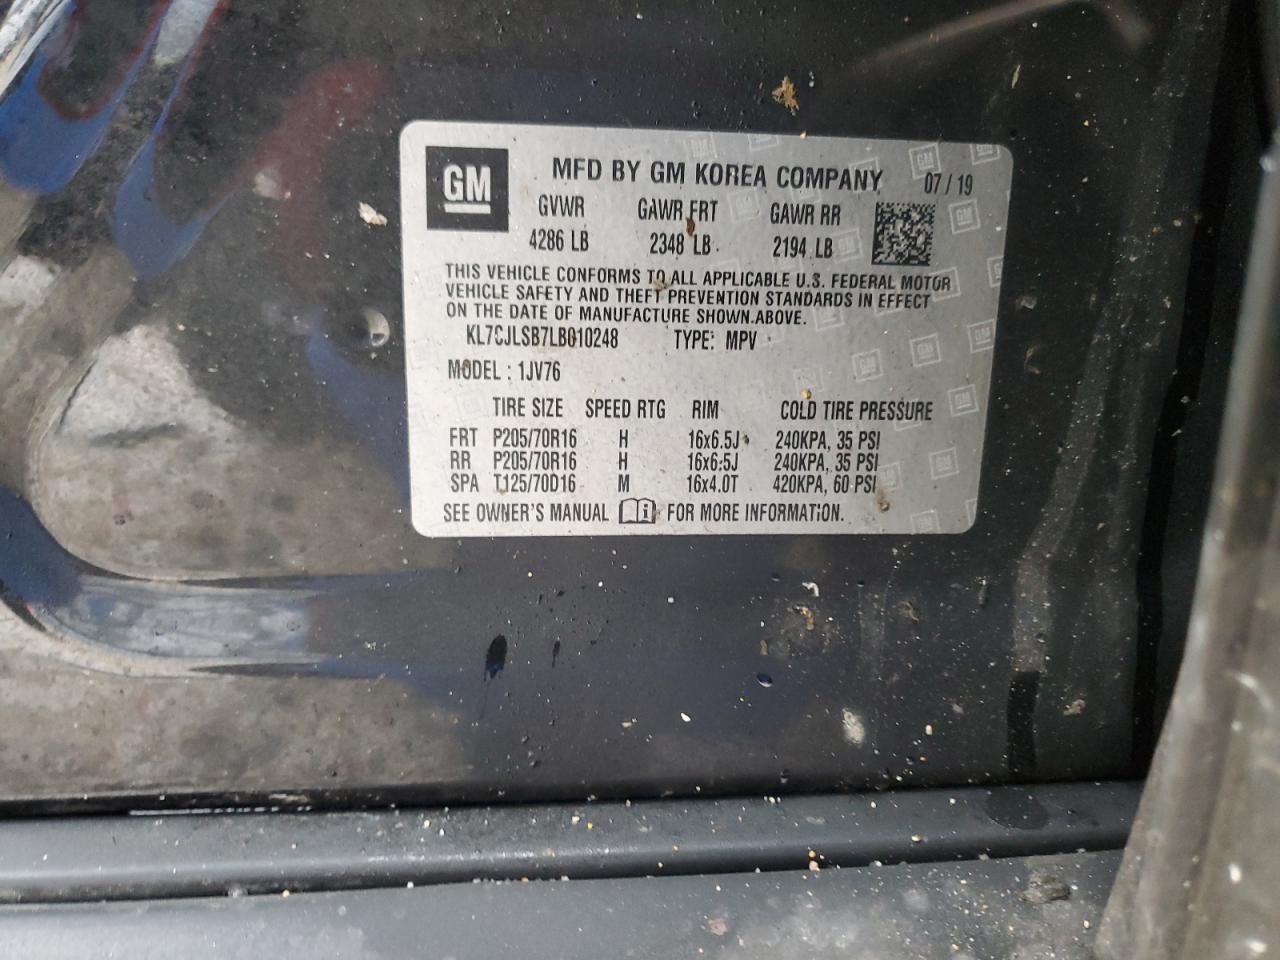 GM MFD BY GM KOREA COMPANY 07/19
GVWR GAWR FRT GAWR RR
4286 LB 2348 LB 2194 LB
THIS VEHICLE CONFORMS TO ALL APPLICABLE U.S. FEDERAL MOTOR
VEHICLE SAFETY AND THEFT PREVENTION STANDARDS IN EFFECT
ON THE DATE OF MANUFACTURE SHOWN ABOVE.
KL7CJLSB7LB010248 TYPE: MPV
MODEL : 1JV76
TIRE SIZE SPEED RTG RIM COLD TIRE PRESSURE
FRT P205/70R16 H 16x6.5J 240KPA, 35 PSI
RR P205/70R16 H 16x6.5J 240KPA, 35 PSI
SPA T125/70D16 M 16x4.0T 420KPA, 60 PSI
SEE OWNER'S MANUAL i FOR MORE INFORMATION.